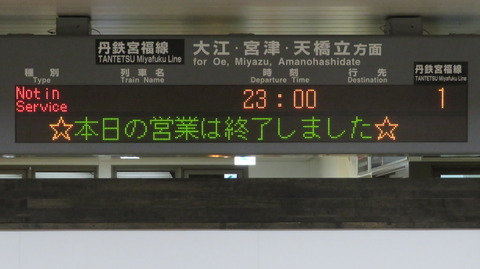 丹鉄宮福線 大江・宮津・天橋立方面
TANTETSU Miyafuku Line for Oe, Miyazu, Amanohashidate
種別 列車名 時刻 行先 丹鉄宮福線
Type Train Name Departure Time Destination TANTETSU Miyafuku Line
Not in Service 23:00 1
☆本日の営業は終了しました☆